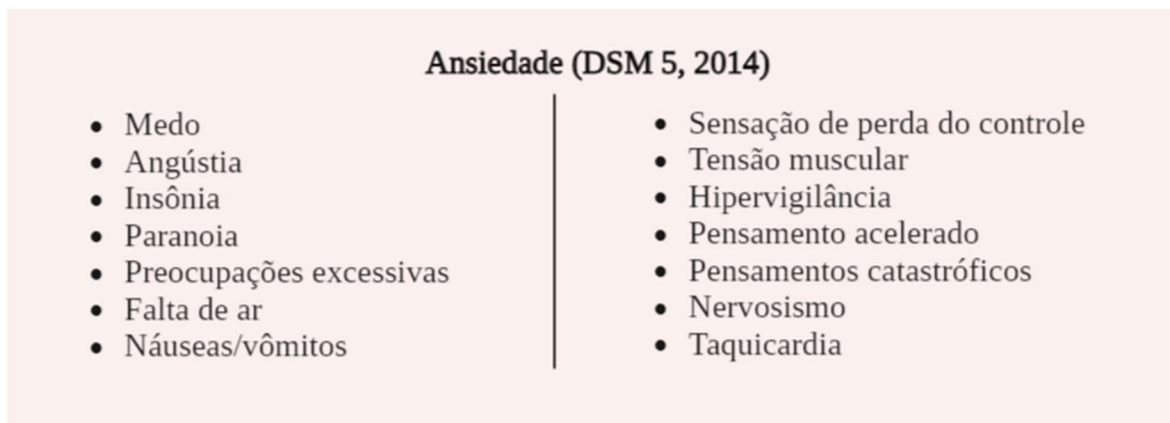 Ansiedade (DSM 5, 2014)
• Medo
• Angústia
• Insônia
• Paranoia
• Preocupações excessivas
• Falta de ar
• Náuseas/vômitos
• Sensação de perda do controle
• Tensão muscular
• Hipervigilância
• Pensamento acelerado
• Pensamentos catastróficos
• Nervosismo
• Taquicardia